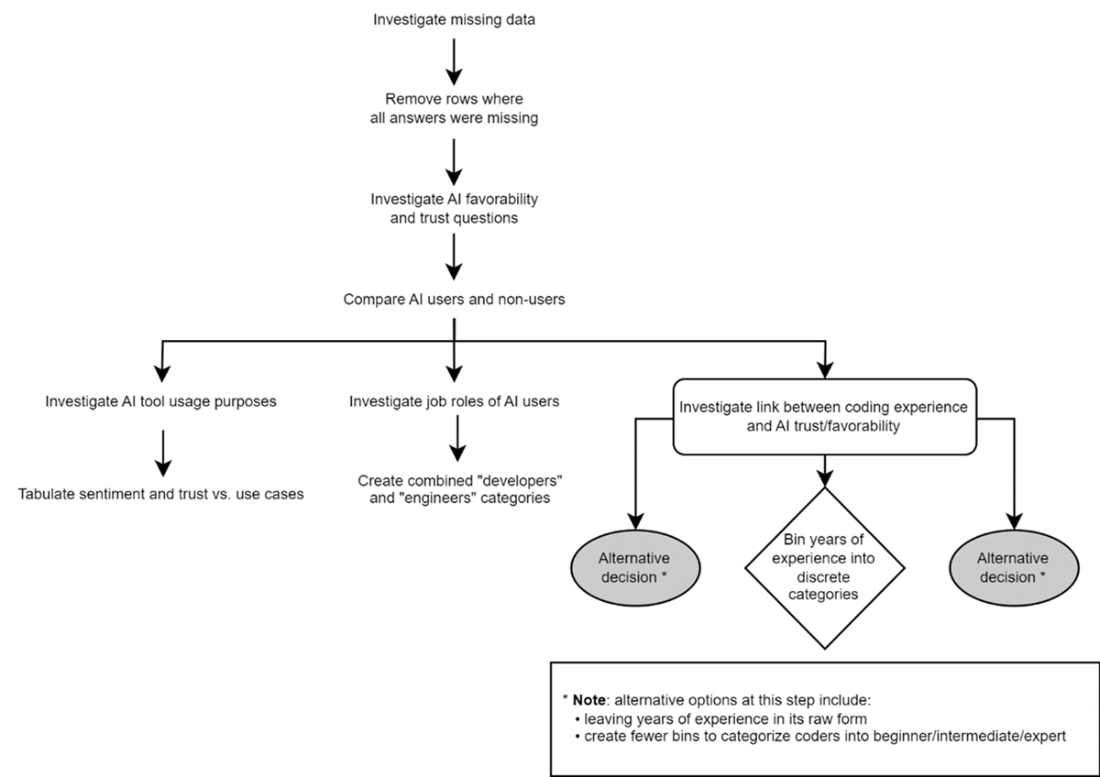 Investigate missing data
Remove rows where
all answers were missing
Investigate AI favorability
and trust questions
Compare AI users and non-users
Investigate AI tool usage purposes
Tabulate sentiment and trust vs. use cases
Investigate job roles of AI users
Create combined "developers"
and "engineers" categories
Investigate link between coding experience
and AI trust/favorability
Alternative
decision *
Bin years of
experience into
discrete
categories
Alternative
decision *
* Note: alternative options at this step include:
• leaving years of experience in its raw form
• create fewer bins to categorize coders into beginner/intermediate/expert